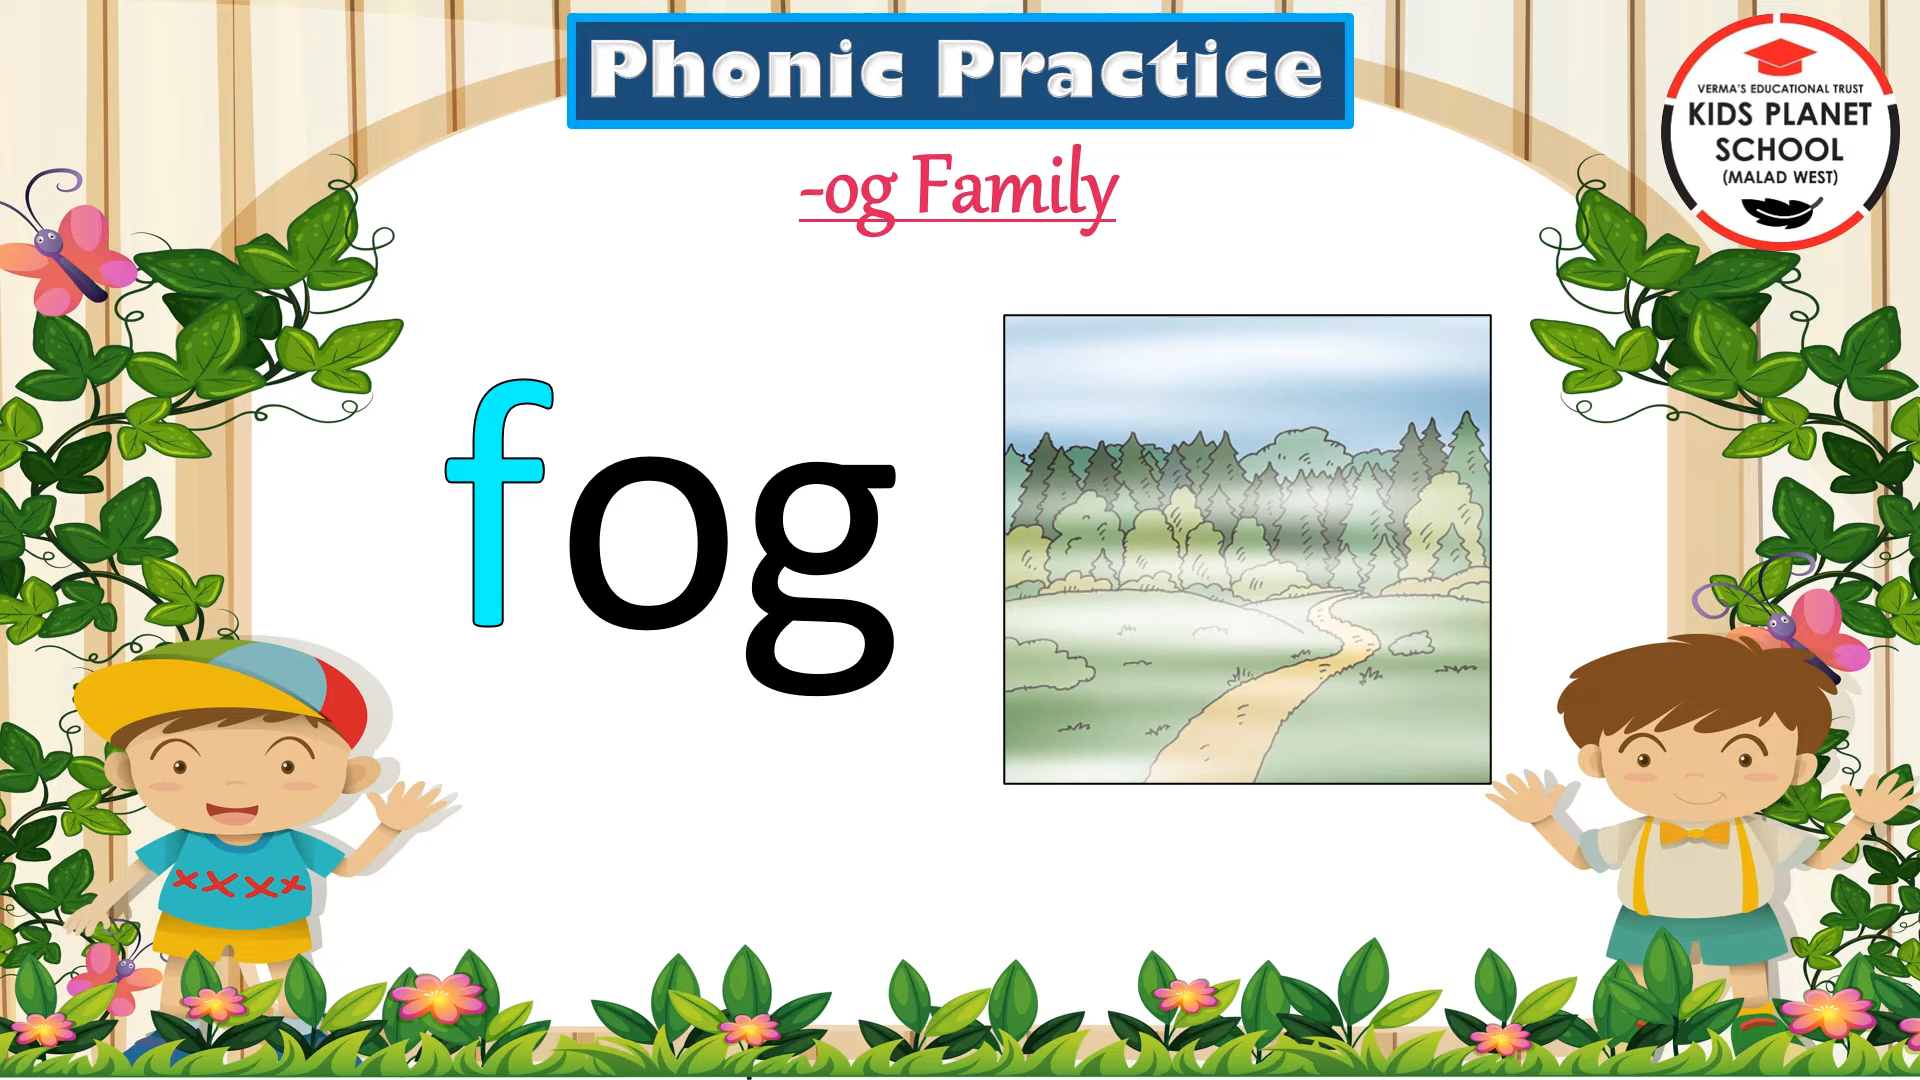 Phonic Practice
VERMA'S EDUCATIONAL TRUST
KIDS PLANET
SCHOOL
(MALAD WEST)
-og Family
fog